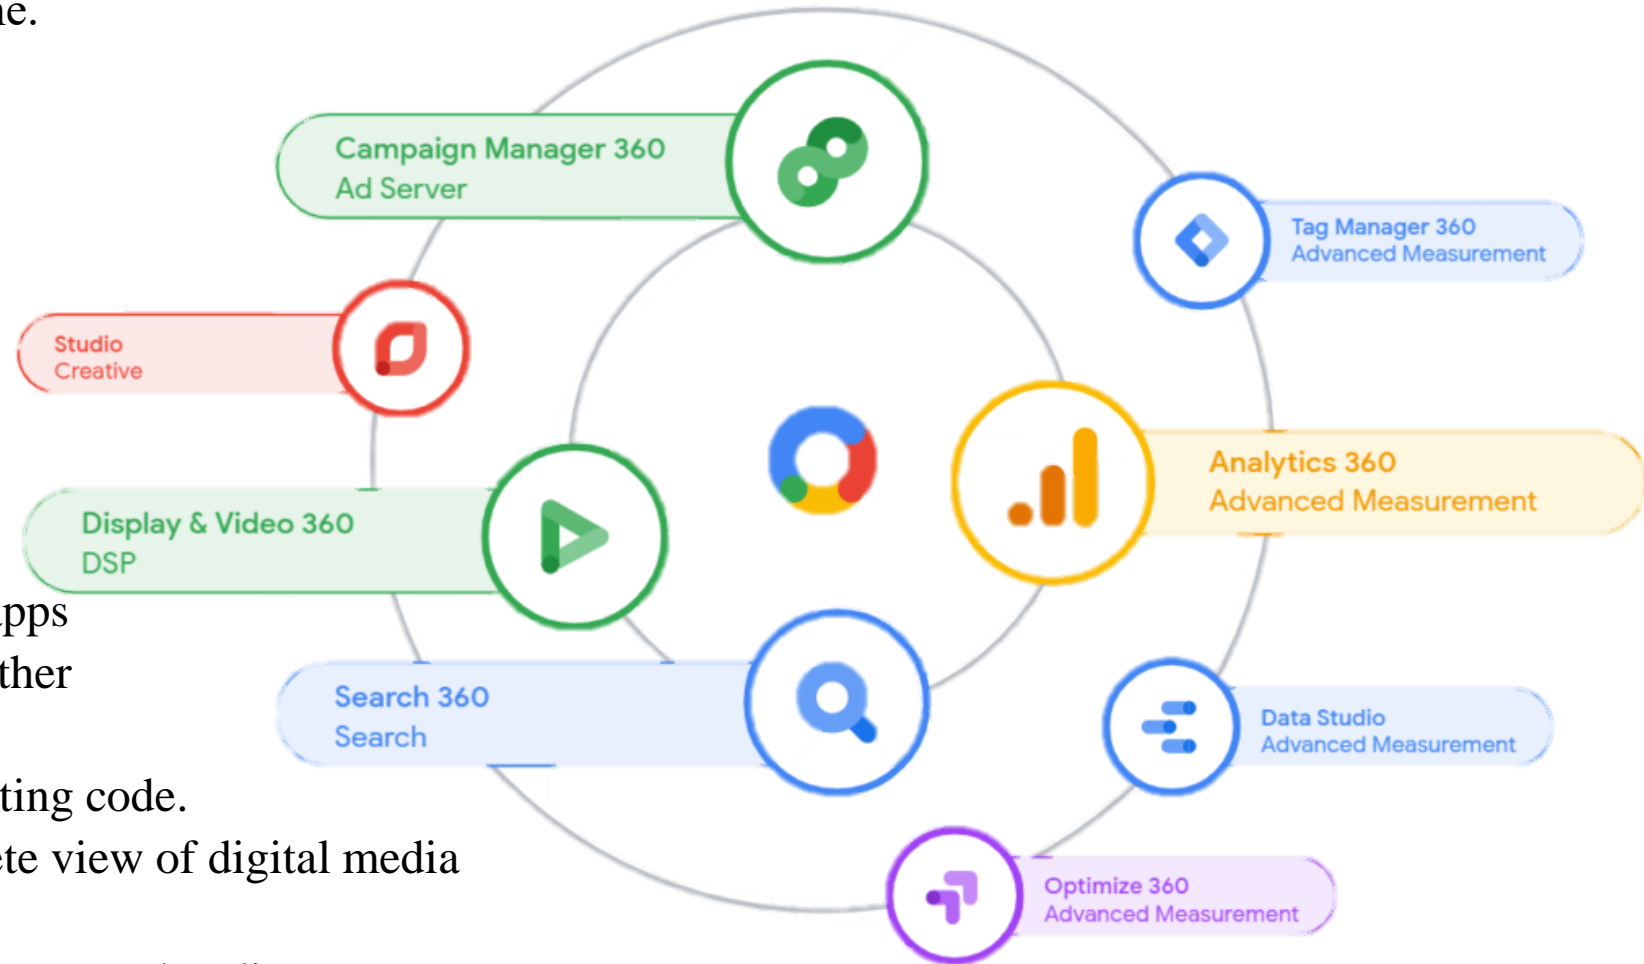 ne.
Campaign Manager 360
Ad Server
Tag Manager 360
Advanced Measurement
Studio
Creative
Analytics 360
Advanced Measurement
Display & Video 360
DSP
apps
ther
Search 360
Search
Data Studio
Advanced Measurement
ting code.
ete view of digital media
Optimize 360
Advanced Measurement